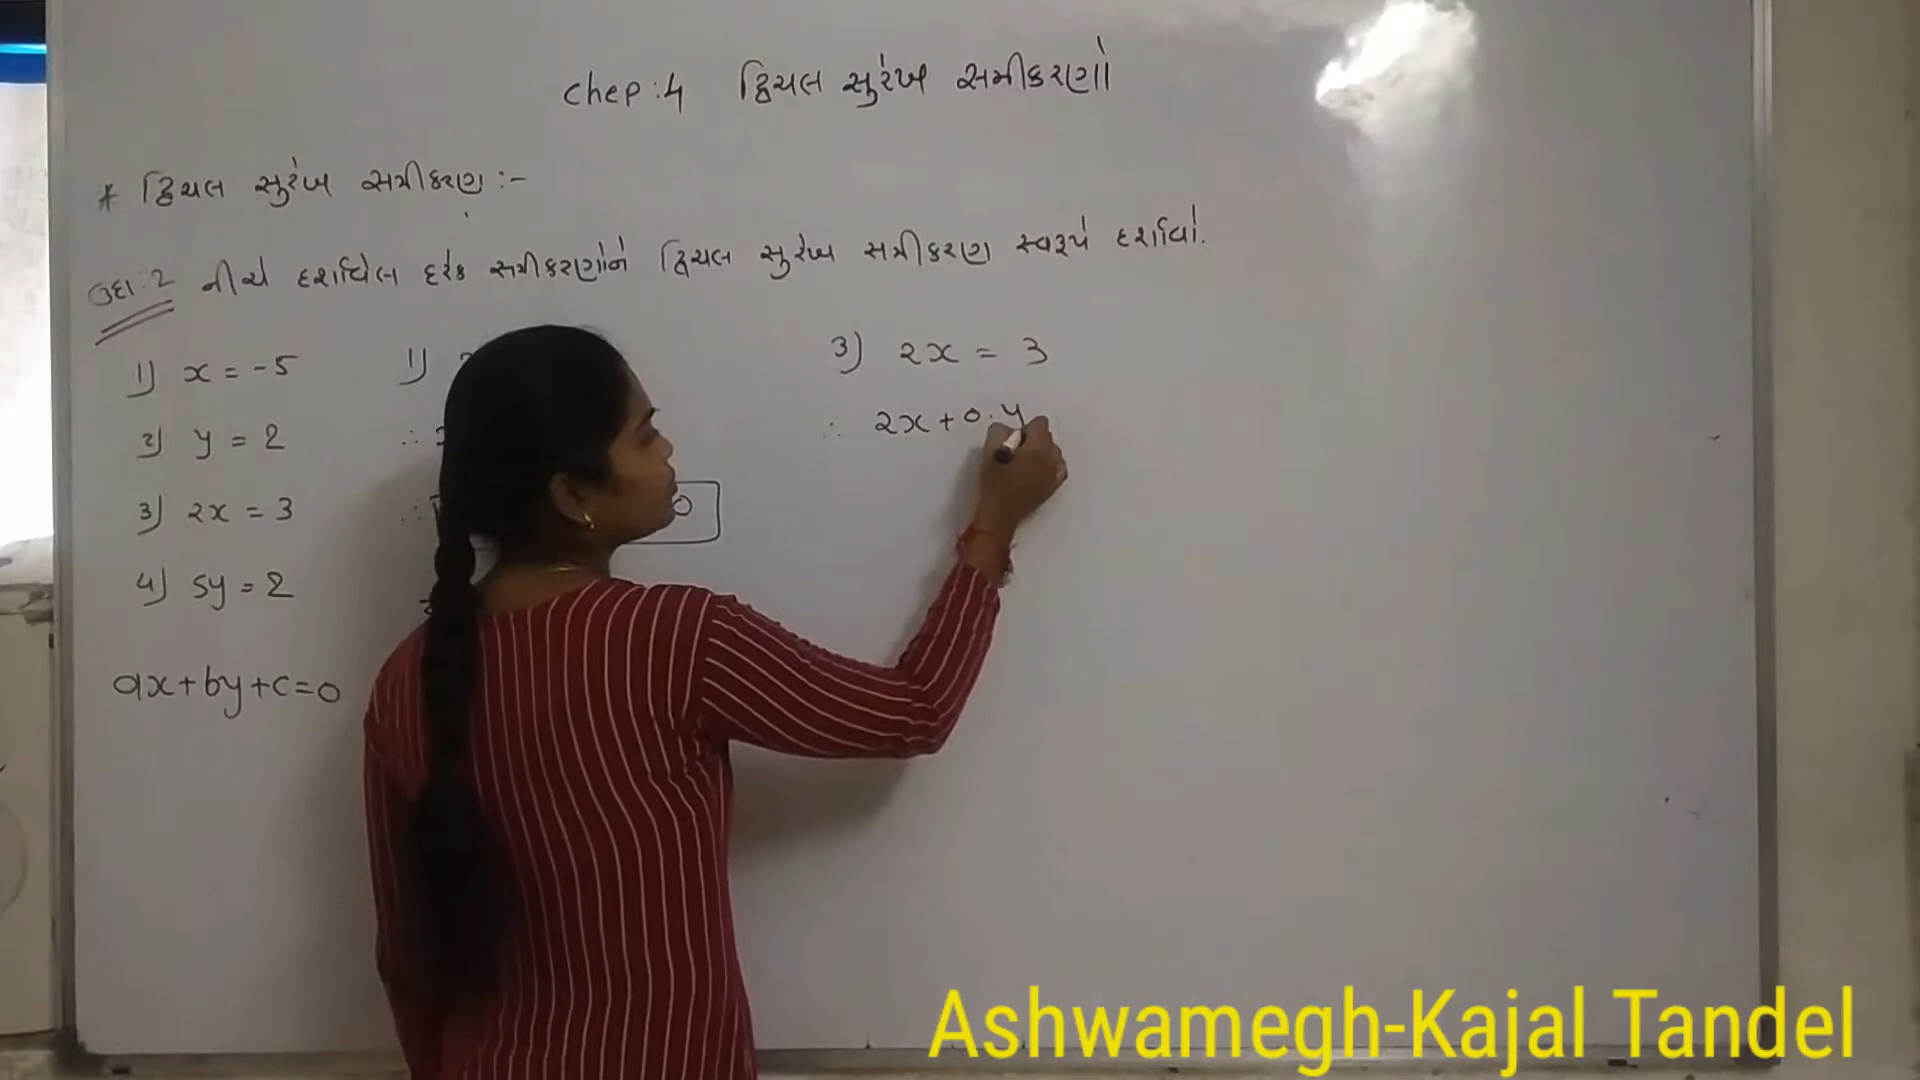 chep:4 દ્વિચલ સુરેખ સમીકરણો
* દ્વિચલ સુરેખ સમીકરણ :-
ઉદા:2 નીચે દર્શાવેલ દરેક સમીકરણોને દ્વિચલ સુરેખ સમીકરણ સ્વરૂપે દર્શાવો.
1) x = -5
2) y = 2
3) 2x = 3
4) 5y = 2
ax+by+c=0
1)
∴
∴ 0
3) 2x = 3
∴ 2x+0.y
Ashwamegh-Kajal Tandel